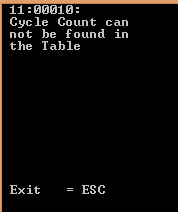 11:00010:
Cycle Count can
not be found in
the Table
Exit   = ESC